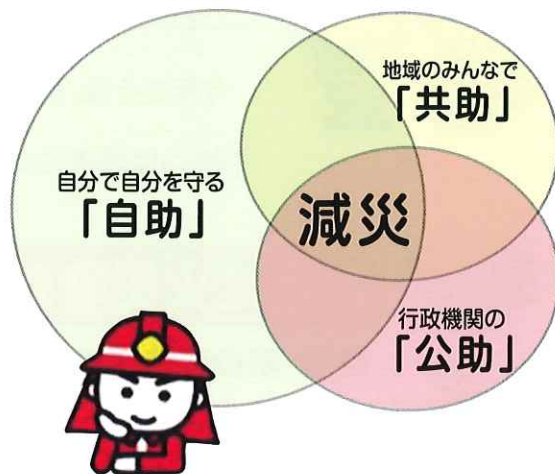 地域のみんなで
「共助」
自分で自分を守る
「自助」
減災
行政機関の
「公助」